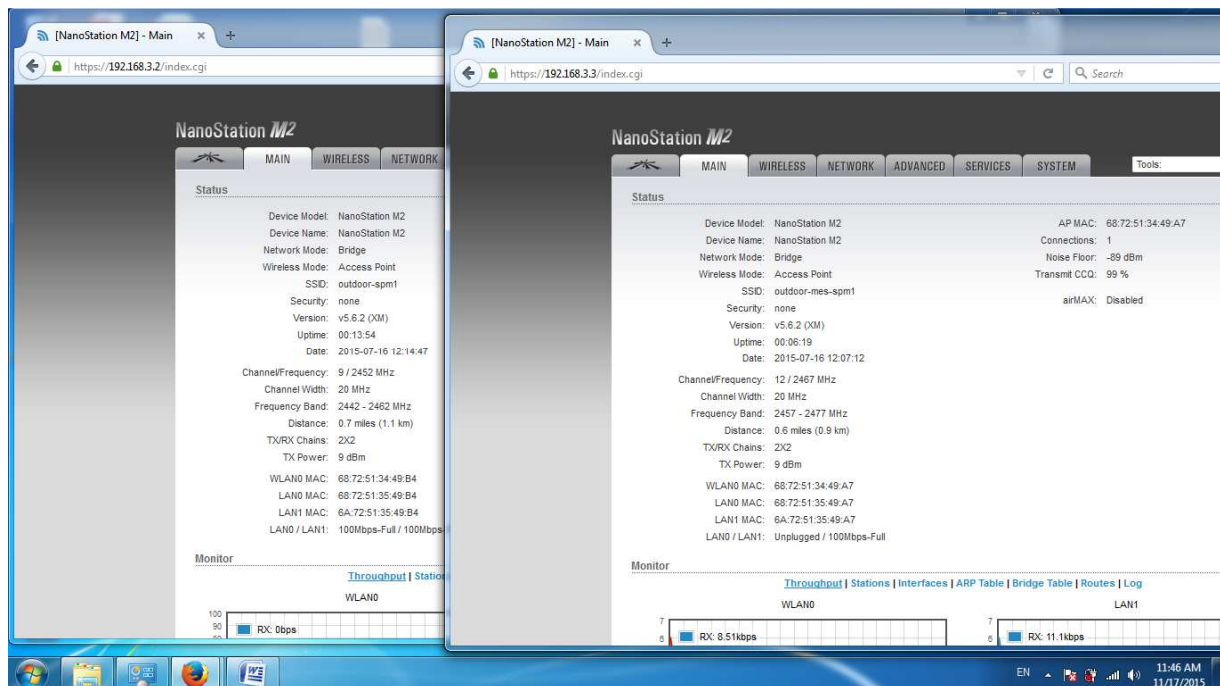 [NanoStation M2] - Main
https://192.168.3.2/index.cgi
NanoStation M2
MAIN WIRELESS NETWORK
Status
Device Model: NanoStation M2
Device Name: NanoStation M2
Network Mode: Bridge
Wireless Mode: Access Point
SSID: outdoor-spm1
Security: none
Version: v5.6.2 (XM)
Uptime: 00:13:54
Date: 2015-07-16 12:14:47
Channel/Frequency: 9 / 2452 MHz
Channel Width: 20 MHz
Frequency Band: 2442 - 2462 MHz
Distance: 0.7 miles (1.1 km)
TX/RX Chains: 2X2
TX Power: 9 dBm
WLAN0 MAC: 68:72:51:34:49:B4
LAN0 MAC: 68:72:51:35:49:B4
LAN1 MAC: 6A:72:51:35:49:B4
LAN0 / LAN1: 100Mbps-Full / 100Mbps-
Monitor
Throughput | Statio
WLAN0
100
90
RX: 0bps
[NanoStation M2] - Main
https://192.168.3.3/index.cgi
Search
NanoStation M2
MAIN WIRELESS NETWORK ADVANCED SERVICES SYSTEM Tools:
Status
Device Model: NanoStation M2 AP MAC: 68:72:51:34:49:A7
Device Name: NanoStation M2 Connections: 1
Network Mode: Bridge Noise Floor: -89 dBm
Wireless Mode: Access Point Transmit CCQ: 99 %
SSID: outdoor-mes-spm1
airMAX: Disabled
Security: none
Version: v5.6.2 (XM)
Uptime: 00:06:19
Date: 2015-07-16 12:07:12
Channel/Frequency: 12 / 2467 MHz
Channel Width: 20 MHz
Frequency Band: 2457 - 2477 MHz
Distance: 0.6 miles (0.9 km)
TX/RX Chains: 2X2
TX Power: 9 dBm
WLAN0 MAC: 68:72:51:34:49:A7
LAN0 MAC: 68:72:51:35:49:A7
LAN1 MAC: 6A:72:51:35:49:A7
LAN0 / LAN1: Unplugged / 100Mbps-Full
Monitor
Throughput | Stations | Interfaces | ARP Table | Bridge Table | Routes | Log
WLAN0 LAN1
7 7
6 RX: 8.51kbps 6 RX: 11.1kbps
EN 11:46 AM
11/17/2015